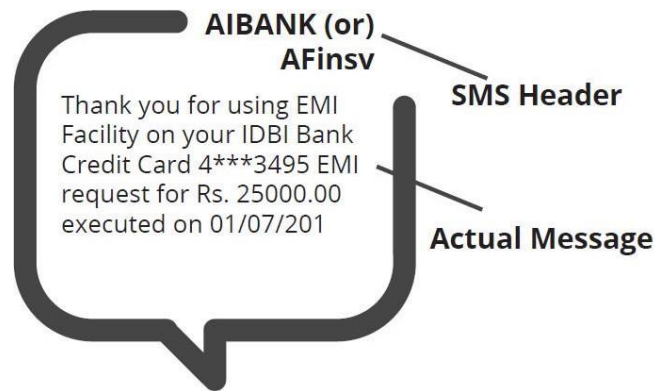 AIBANK (or)
AFinsv
SMS Header
Thank you for using EMI
Facility on your IDBI Bank
Credit Card 4***3495 EMI
request for Rs. 25000.00
executed on 01/07/201
Actual Message